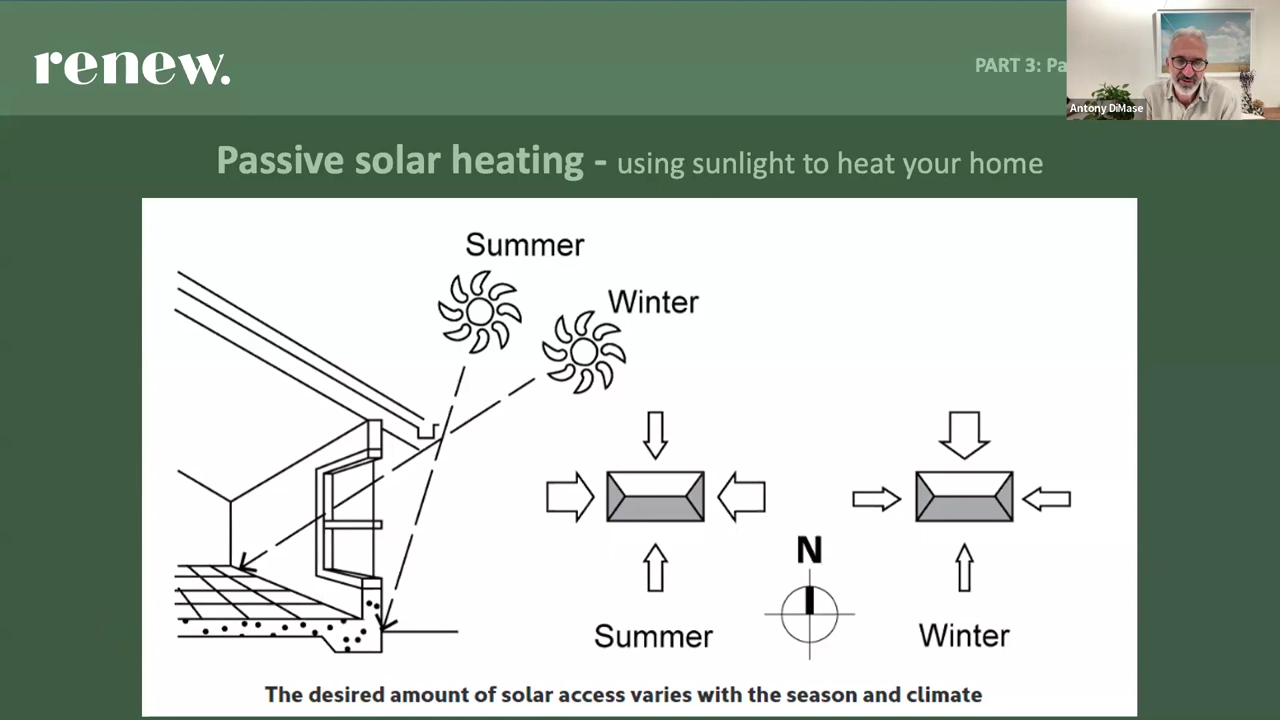 renew.
PART 3: Pa
Antony DiMase
Passive solar heating - using sunlight to heat your home
Summer
Winter
N
Summer
Winter
The desired amount of solar access varies with the season and climate